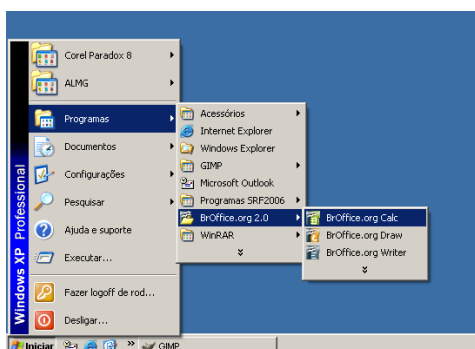 Corel Paradox 8
ALMG
Programas
Documentos
Configurações
Pesquisar
Ajuda e suporte
Executar...
Fazer logoff de rod...
Desligar...
Windows XP Professional
Acessórios
Internet Explorer
Windows Explorer
GIMP
Microsoft Outlook
Programas SRF2006
BrOffice.org 2.0
WinRAR
BrOffice.org Calc
BrOffice.org Draw
BrOffice.org Writer
Iniciar
GIMP